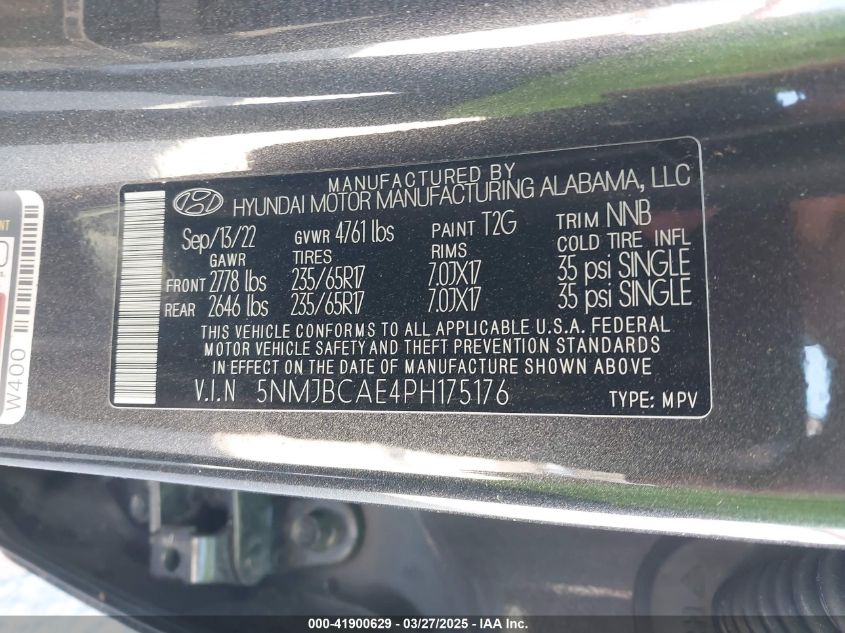 MANUFACTURED BY
HYUNDAI MOTOR MANUFACTURING ALABAMA, LLC
Sep/13/22 GVWR 4761 lbs PAINT T2G TRIM NNB
GAWR TIRES RIMS COLD TIRE INFL
FRONT 2778 lbs 235/65R17 7.0JX17 35 psi SINGLE
REAR 2646 lbs 235/65R17 7.0JX17 35 psi SINGLE
THIS VEHICLE CONFORMS TO ALL APPLICABLE U.S.A. FEDERAL
MOTOR VEHICLE SAFETY AND THEFT PREVENTION STANDARDS
IN EFFECT ON THE DATE OF MANUFACTURE SHOWN ABOVE
V.I.N 5NMJBCAE4PH175176 TYPE: MPV
W400
000-41900629 - 03/27/2025 - COPYRIGHT © IAA, LLC